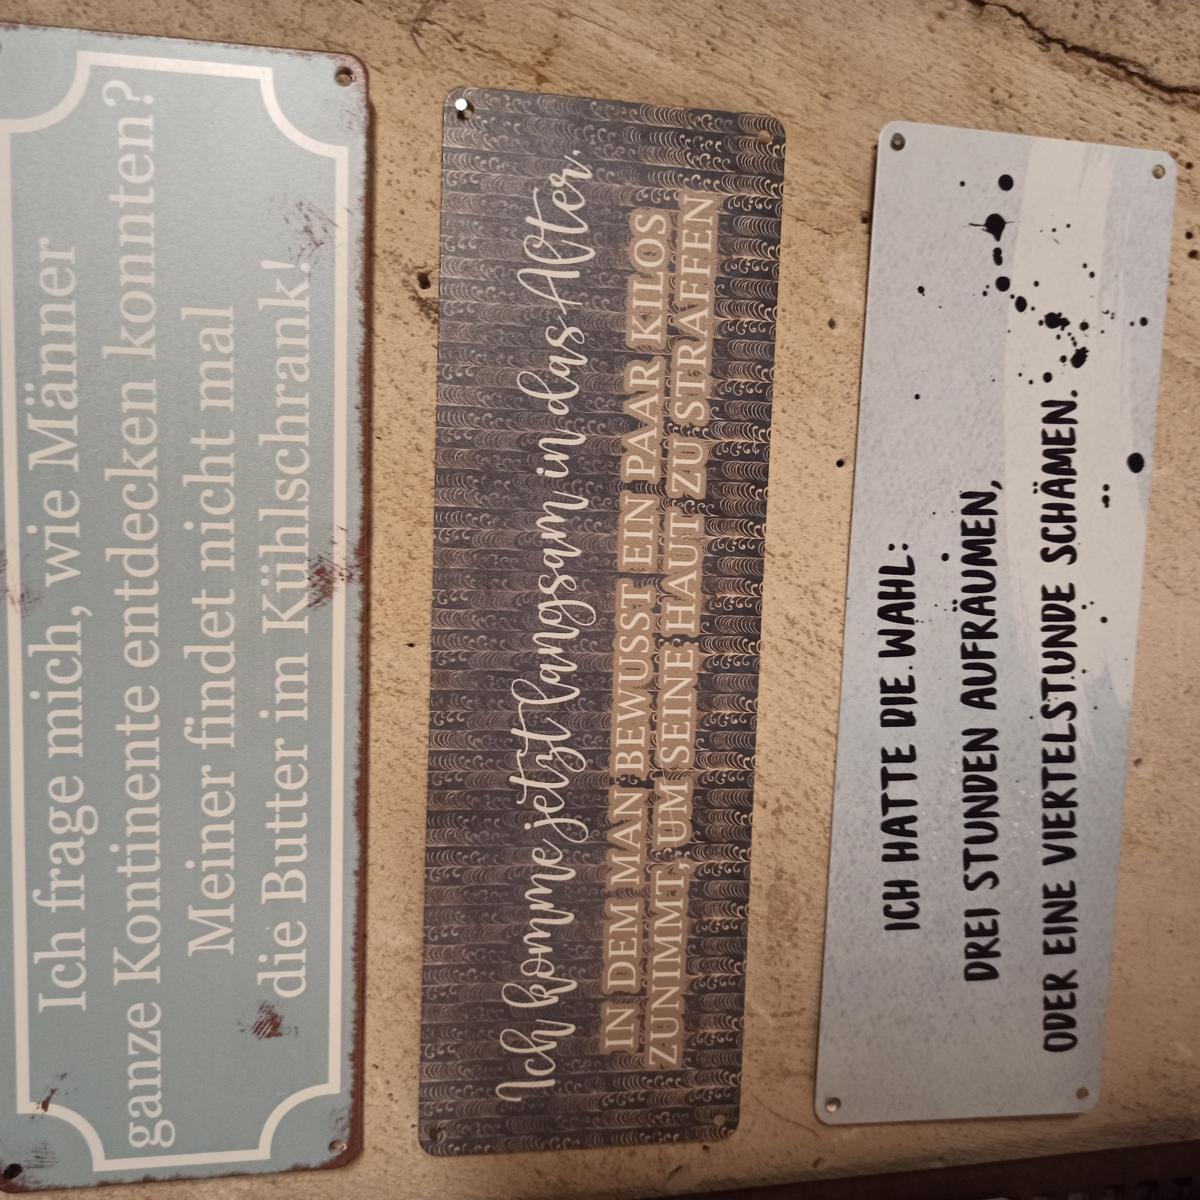 Ich frage mich, wie Männer
ganze Kontinente entdecken konnten?
Meiner findet nicht mal
die Butter im Kühlschrank!
Ich komme jetzt langsam in das Alter,
IN DEM MAN BEWUSST EIN PAAR KILOS
ZUNIMMT, UM SEINE HAUT ZU STRAFFEN
ICH HATTE DIE WAHL:
DREI STUNDEN AUFRÄUMEN,
ODER EINE VIERTELSTUNDE SCHÄMEN.